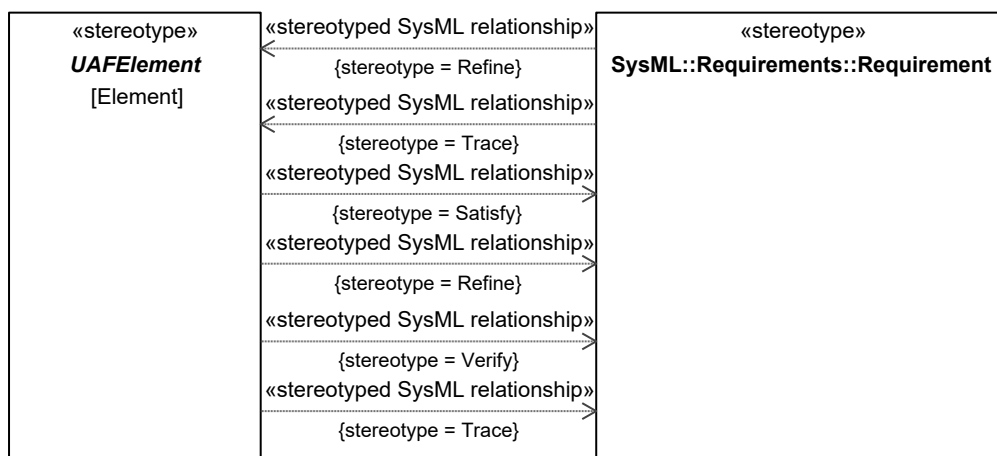 «stereotype»
UAFElement
[Element]
«stereotyped SysML relationship»
{stereotype = Refine}
«stereotyped SysML relationship»
{stereotype = Trace}
«stereotyped SysML relationship»
{stereotype = Satisfy}
«stereotyped SysML relationship»
{stereotype = Refine}
«stereotyped SysML relationship»
{stereotype = Verify}
«stereotyped SysML relationship»
{stereotype = Trace}
«stereotype»
SysML::Requirements::Requirement